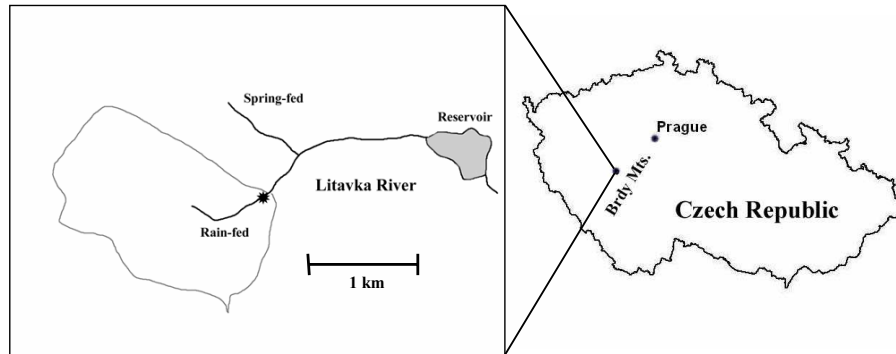 Spring-fed
Reservoir
Litavka River
Rain-fed
1 km
Prague
Brdy Mts.
Czech Republic